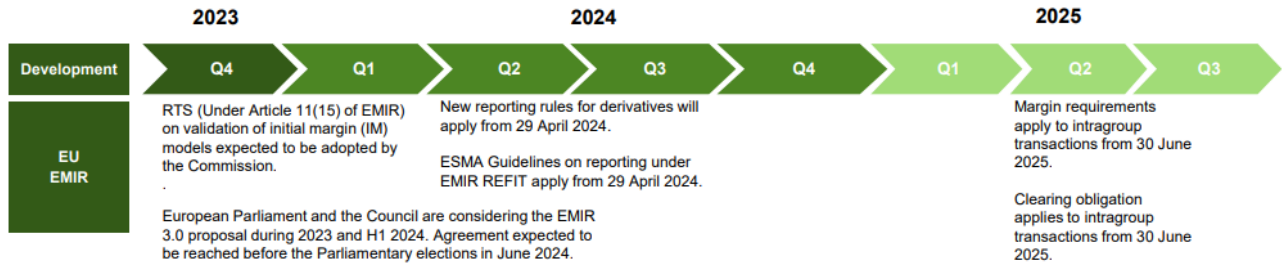 2023
2024
2025
Development
Q4
Q1
Q2
Q3
Q4
Q1
Q2
Q3
EU
EMIR
RTS (Under Article 11(15) of EMIR)
on validation of initial margin (IM)
models expected to be adopted by
the Commission.
.
European Parliament and the Council are considering the EMIR
3.0 proposal during 2023 and H1 2024. Agreement expected to
be reached before the Parliamentary elections in June 2024.
New reporting rules for derivatives will
apply from 29 April 2024.
ESMA Guidelines on reporting under
EMIR REFIT apply from 29 April 2024.
Margin requirements
apply to intragroup
transactions from 30 June
2025.
Clearing obligation
applies to intragroup
transactions from 30 June
2025.